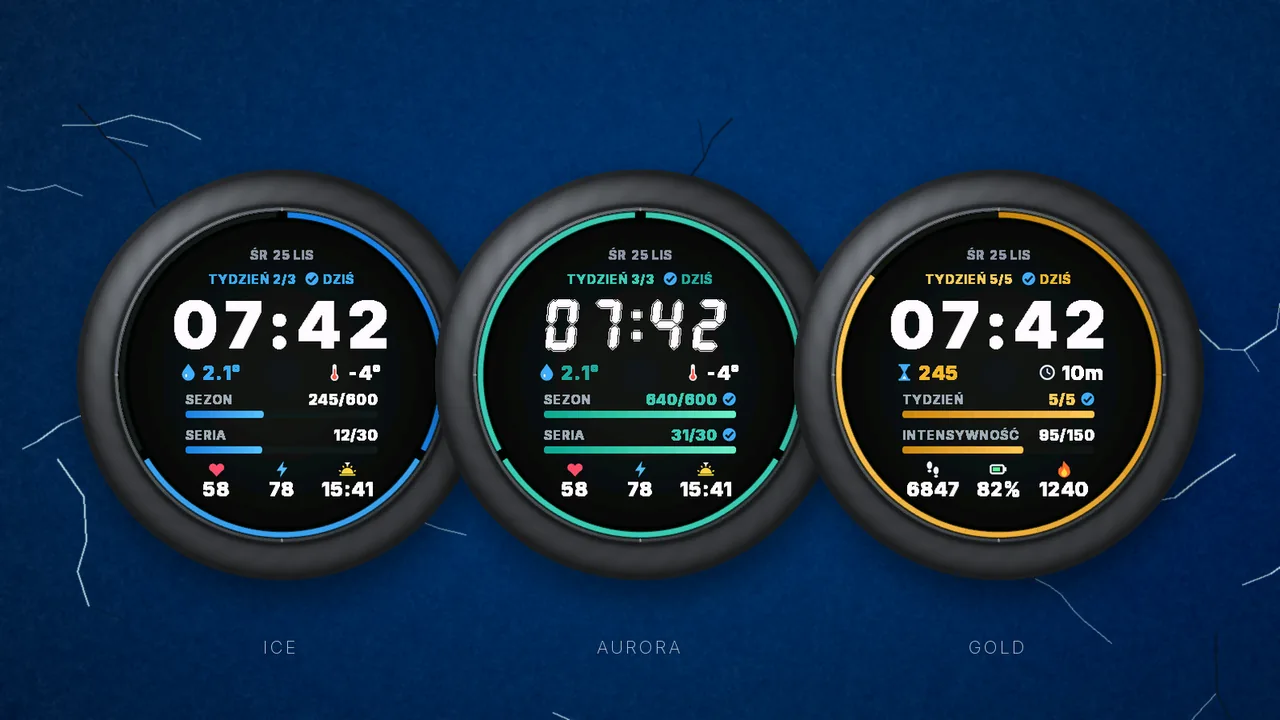 ŚR 25 LIS
TYDZIEŃ 2/3 DZIŚ
07:42
2.1° -4°
SEZON 245/600
SERIA 12/30
58 78 15:41
ICE
ŚR 25 LIS
TYDZIEŃ 3/3 DZIŚ
07:42
2.1° -4°
SEZON 640/600
SERIA 31/30
58 78 15:41
AURORA
ŚR 25 LIS
TYDZIEŃ 5/5 DZIŚ
07:42
245 10m
TYDZIEŃ 5/5
INTENSYWNOŚĆ 95/150
6847 82% 1240
GOLD